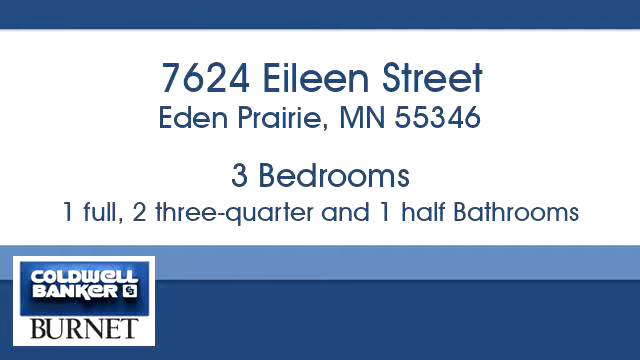 7624 Eileen Street
Eden Prairie, MN 55346
3 Bedrooms
1 full, 2 three-quarter and 1 half Bathrooms
COLDWELL
BANKER CB
BURNET